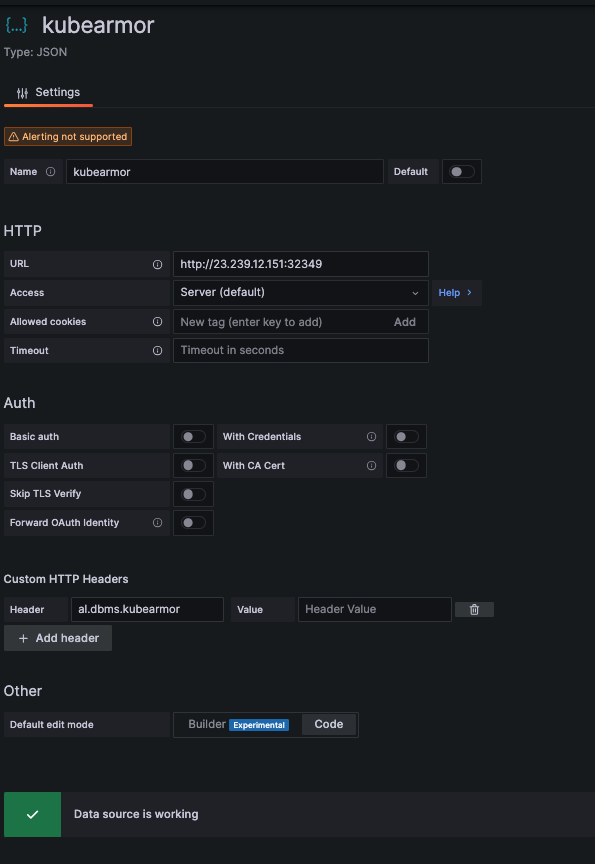 {...} kubearmor
Type: JSON
Settings
Alerting not supported
Name kubearmor Default
HTTP
URL http://23.239.12.151:32349
Access Server (default) Help >
Allowed cookies New tag (enter key to add) Add
Timeout Timeout in seconds
Auth
Basic auth With Credentials
TLS Client Auth With CA Cert
Skip TLS Verify
Forward OAuth Identity
Custom HTTP Headers
Header al.dbms.kubearmor Value Header Value
+ Add header
Other
Default edit mode Builder Experimental Code
Data source is working